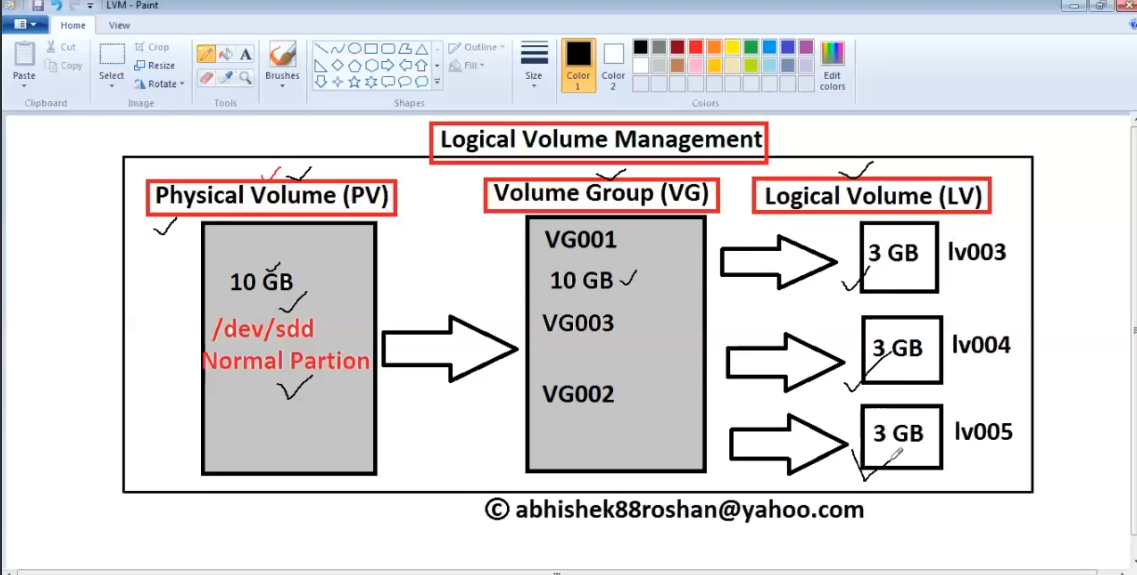 LVM - Paint
Home View
Paste
Cut
Copy
Clipboard
Select
Crop
Resize
Rotate
Image
A
Tools
Brushes
Shapes
Outline
Fill
Size
Color 1
Color 2
Edit colors
Colors
Logical Volume Management
Physical Volume (PV)
10 GB
/dev/sdd
Normal Partion
Volume Group (VG)
VG001
10 GB
VG003
VG002
Logical Volume (LV)
3 GB lv003
3 GB lv004
3 GB lv005
© abhishek88roshan@yahoo.com